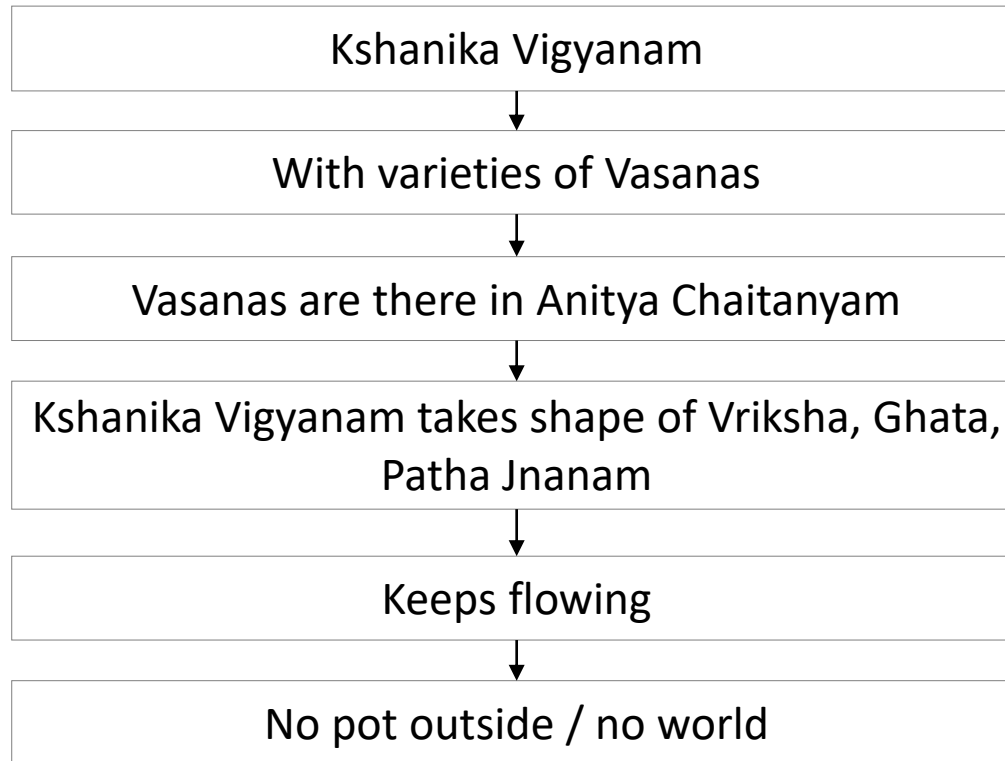 Kshanika Vigyanam
With varieties of Vasanas
Vasanas are there in Anitya Chaitanyam
Kshanika Vigyanam takes shape of Vriksha, Ghata,
Patha Jnanam
Keeps flowing
No pot outside / no world